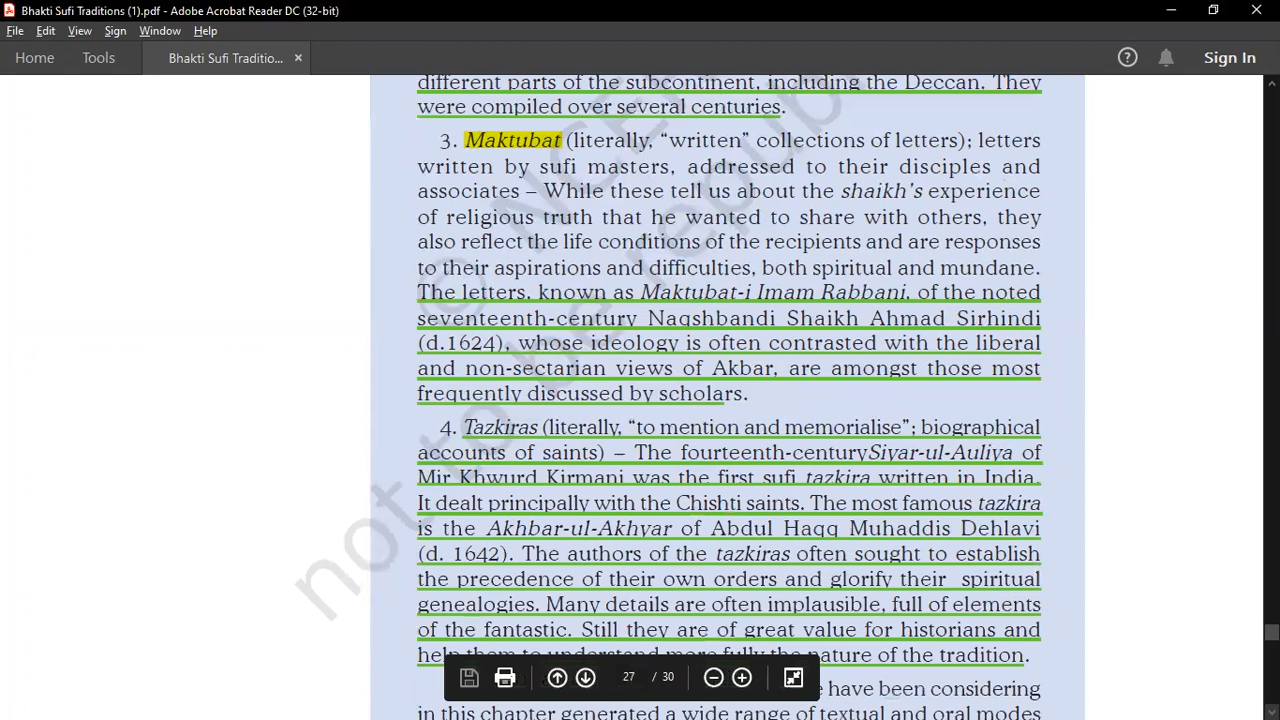 Bhakti Sufi Traditions (1).pdf - Adobe Acrobat Reader DC (32-bit)
File Edit View Sign Window Help
Home Tools Bhakti Sufi Traditio... × Sign In
different parts of the subcontinent, including the Deccan. They
were compiled over several centuries.
3. Maktubat (literally, “written” collections of letters); letters
written by sufi masters, addressed to their disciples and
associates – While these tell us about the shaikh’s experience
of religious truth that he wanted to share with others, they
also reflect the life conditions of the recipients and are responses
to their aspirations and difficulties, both spiritual and mundane.
The letters, known as Maktubat-i Imam Rabbani, of the noted
seventeenth-century Naqshbandi Shaikh Ahmad Sirhindi
(d.1624), whose ideology is often contrasted with the liberal
and non-sectarian views of Akbar, are amongst those most
frequently discussed by scholars.
4. Tazkiras (literally, “to mention and memorialise”; biographical
accounts of saints) – The fourteenth-centurySiyar-ul-Auliya of
Mir Khwurd Kirmani was the first sufi tazkira written in India.
It dealt principally with the Chishti saints. The most famous tazkira
is the Akhbar-ul-Akhyar of Abdul Haqq Muhaddis Dehlavi
(d. 1642). The authors of the tazkiras often sought to establish
the precedence of their own orders and glorify their spiritual
genealogies. Many details are often implausible, full of elements
of the fantastic. Still they are of great value for historians and
help them to understand more fully the nature of the tradition.
27 / 30
have been considering
in this chapter generated a wide range of textual and oral modes
© NCE
not to be repub